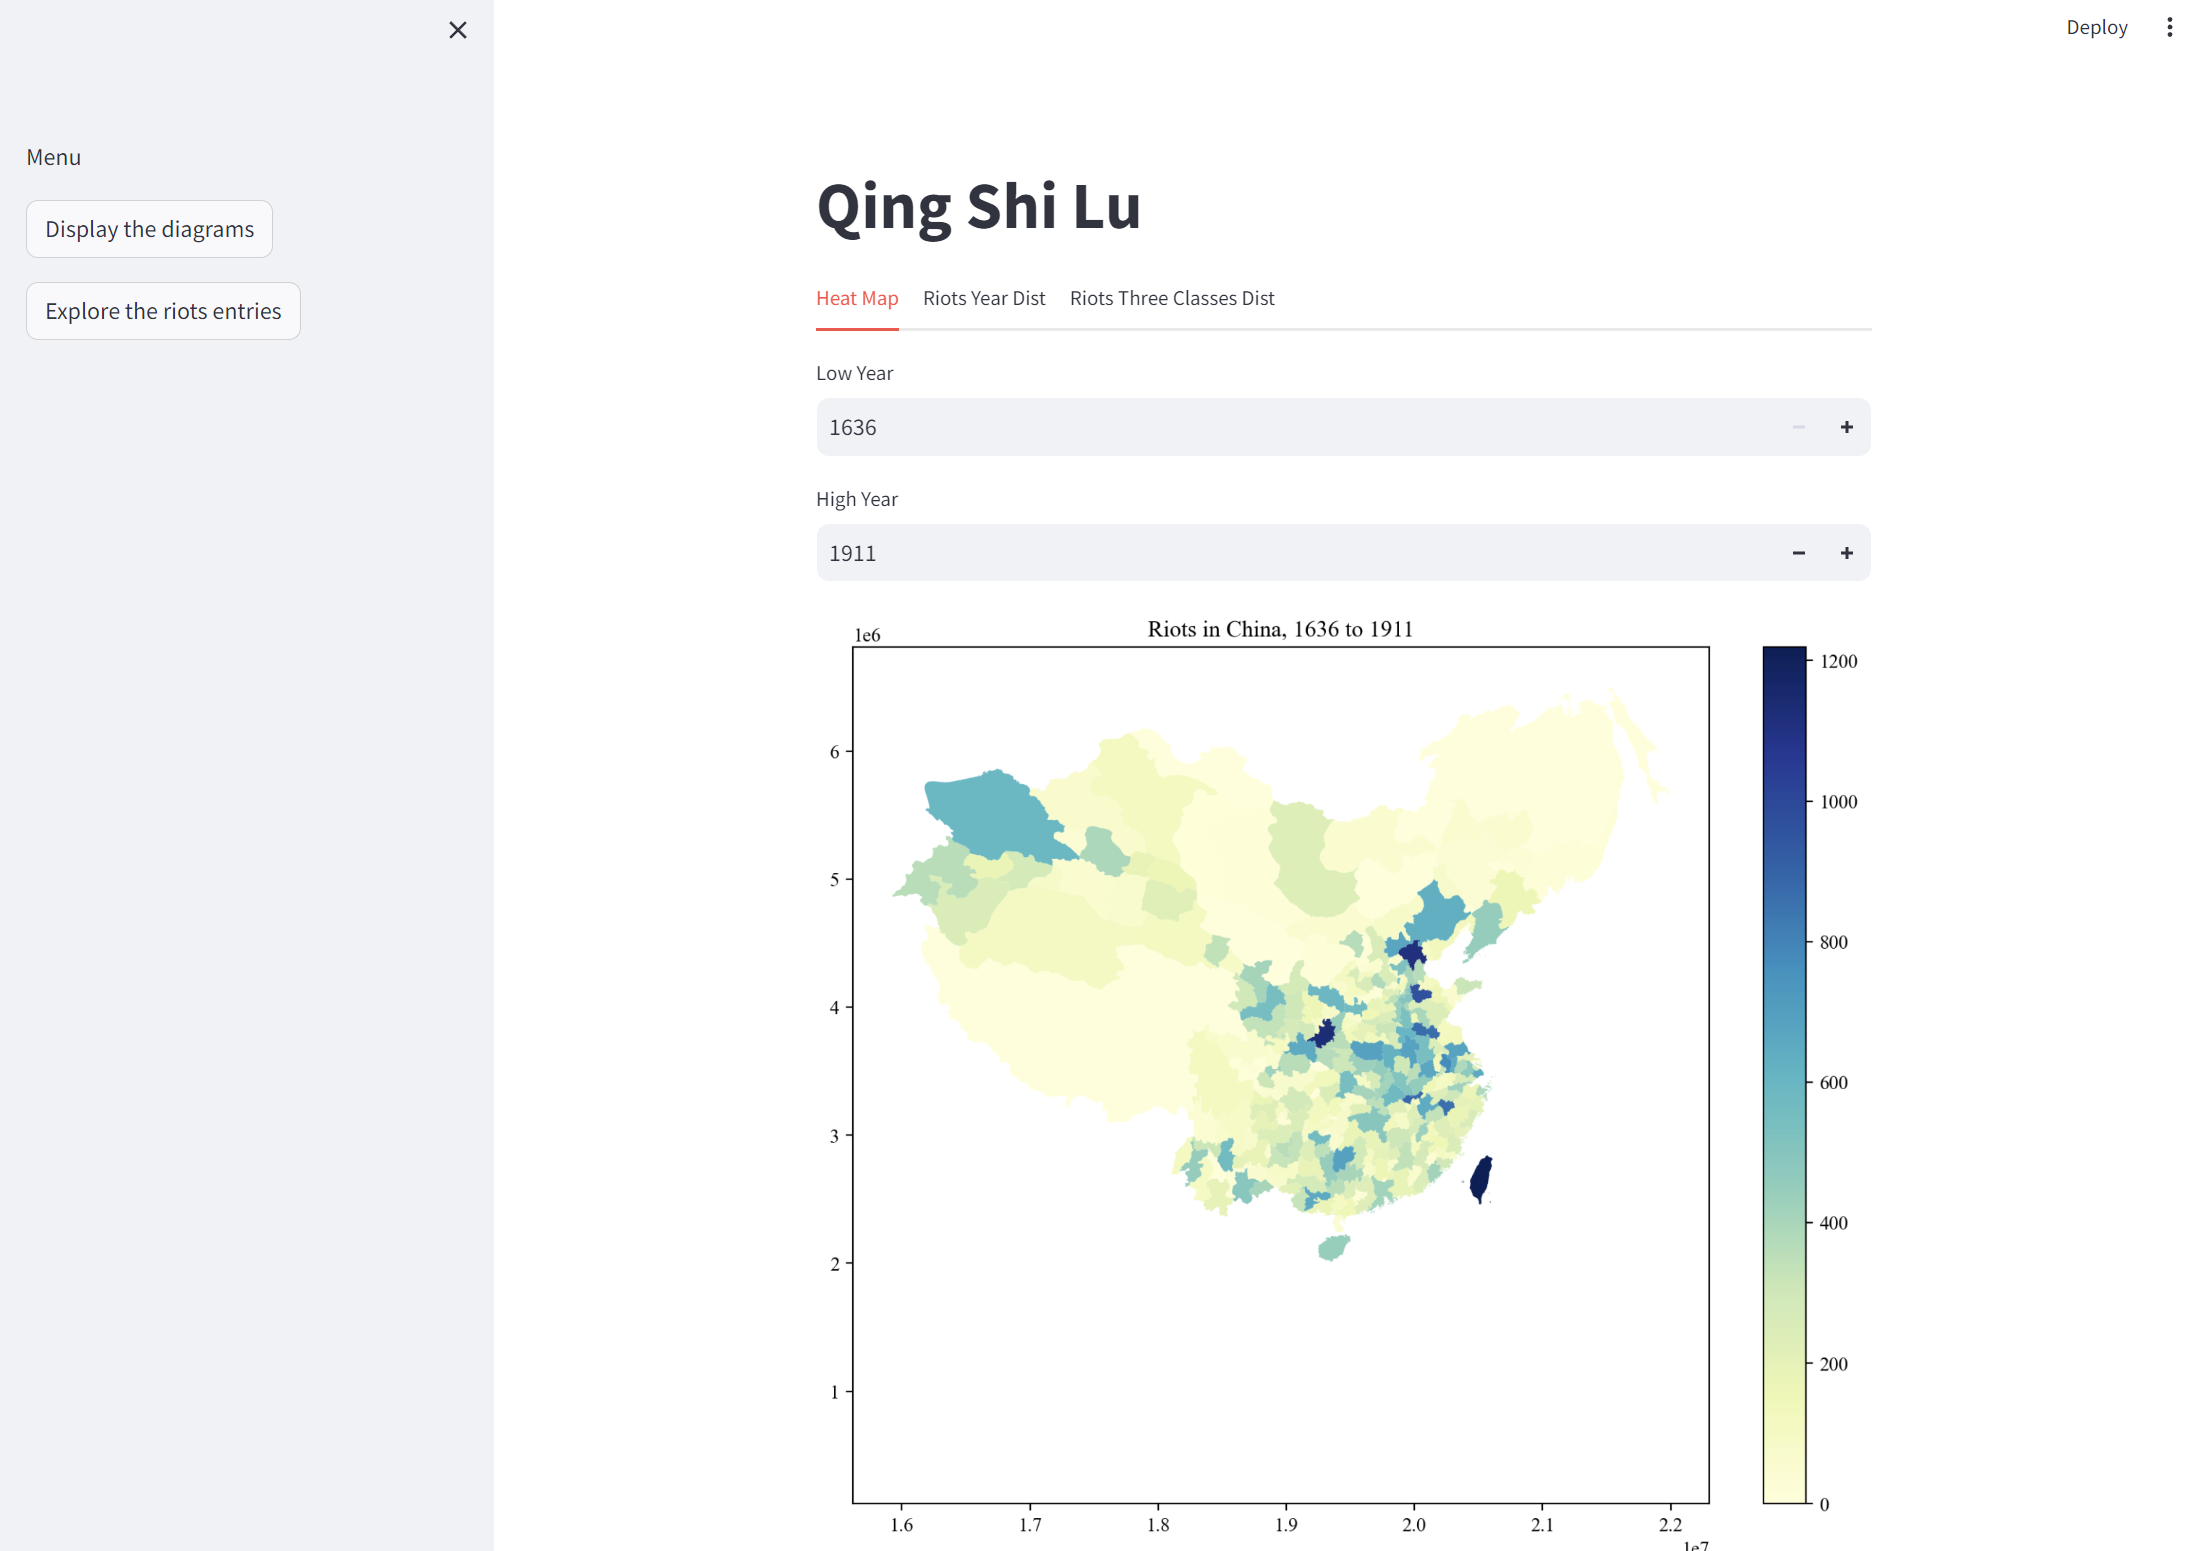 Deploy
Menu
Display the diagrams
Explore the riots entries
Qing Shi Lu
Heat Map Riots Year Dist Riots Three Classes Dist
Low Year
1636
High Year
1911
Riots in China, 1636 to 1911
1e6
6
5
4
3
2
1
1.6 1.7 1.8 1.9 2.0 2.1 2.2
1e7
1200
1000
800
600
400
200
0